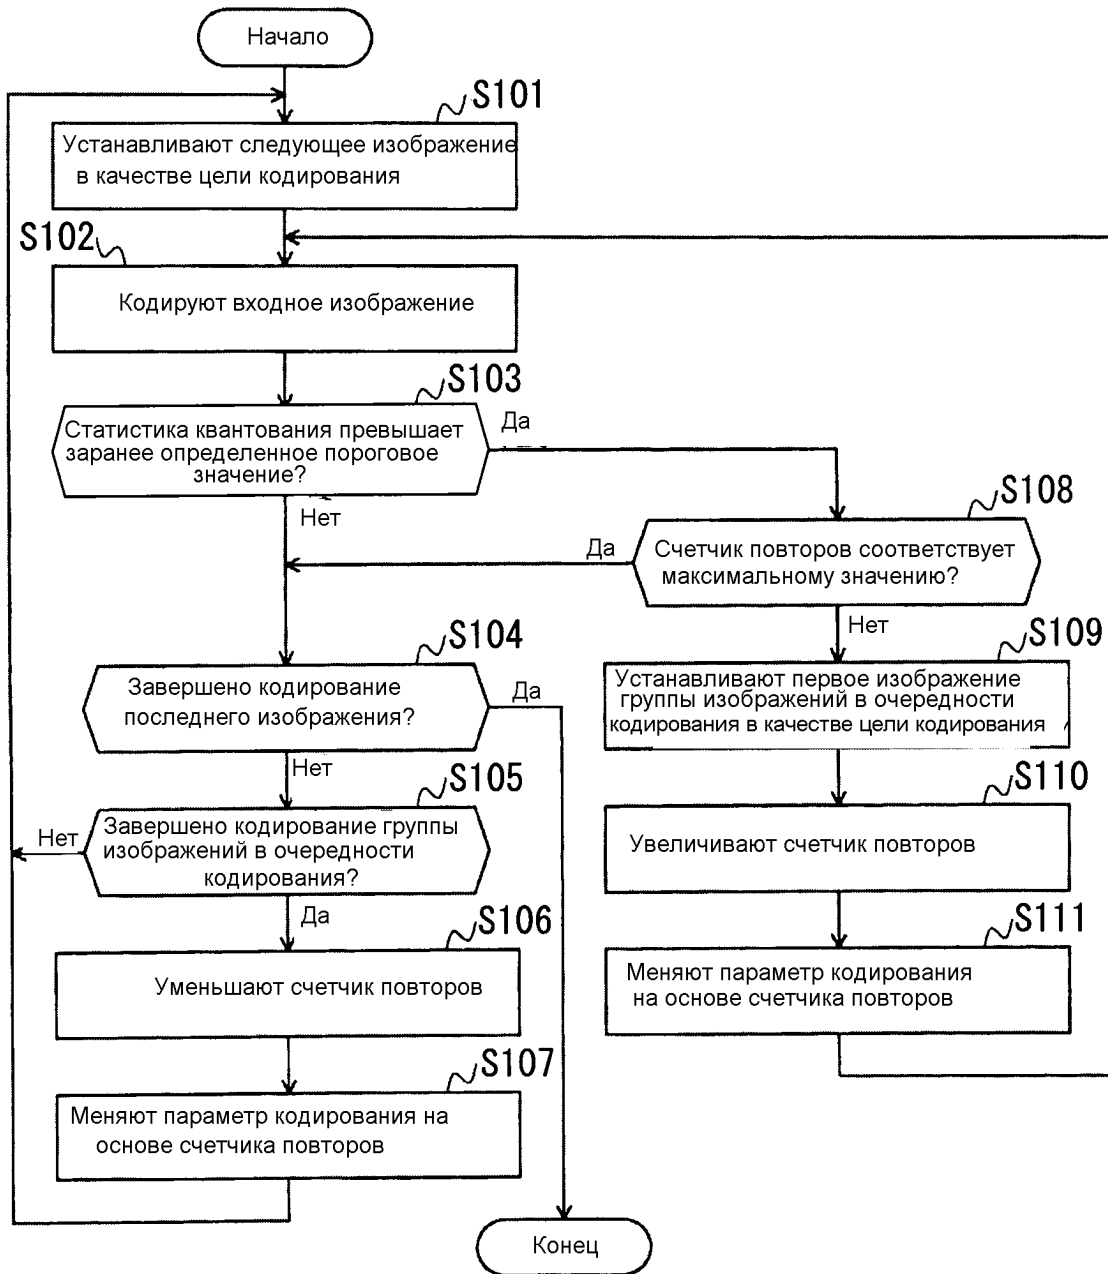 Начало
S101
Устанавливают следующее изображение
в качестве цели кодирования
S102
Кодируют входное изображение
S103
Статистика квантования превышает
заранее определенное пороговое
значение?
Да
Нет
S108
Счетчик повторов соответствует
максимальному значению?
Да
Нет
S104
Завершено кодирование
последнего изображения?
Да
Нет
S109
Устанавливают первое изображение
группы изображений в очередности
кодирования в качестве цели кодирования
S105
Завершено кодирование группы
изображений в очередности
кодирования?
Нет
Да
S110
Увеличивают счетчик повторов
S106
Уменьшают счетчик повторов
S111
Меняют параметр кодирования
на основе счетчика повторов
S107
Меняют параметр кодирования на
основе счетчика повторов
Конец